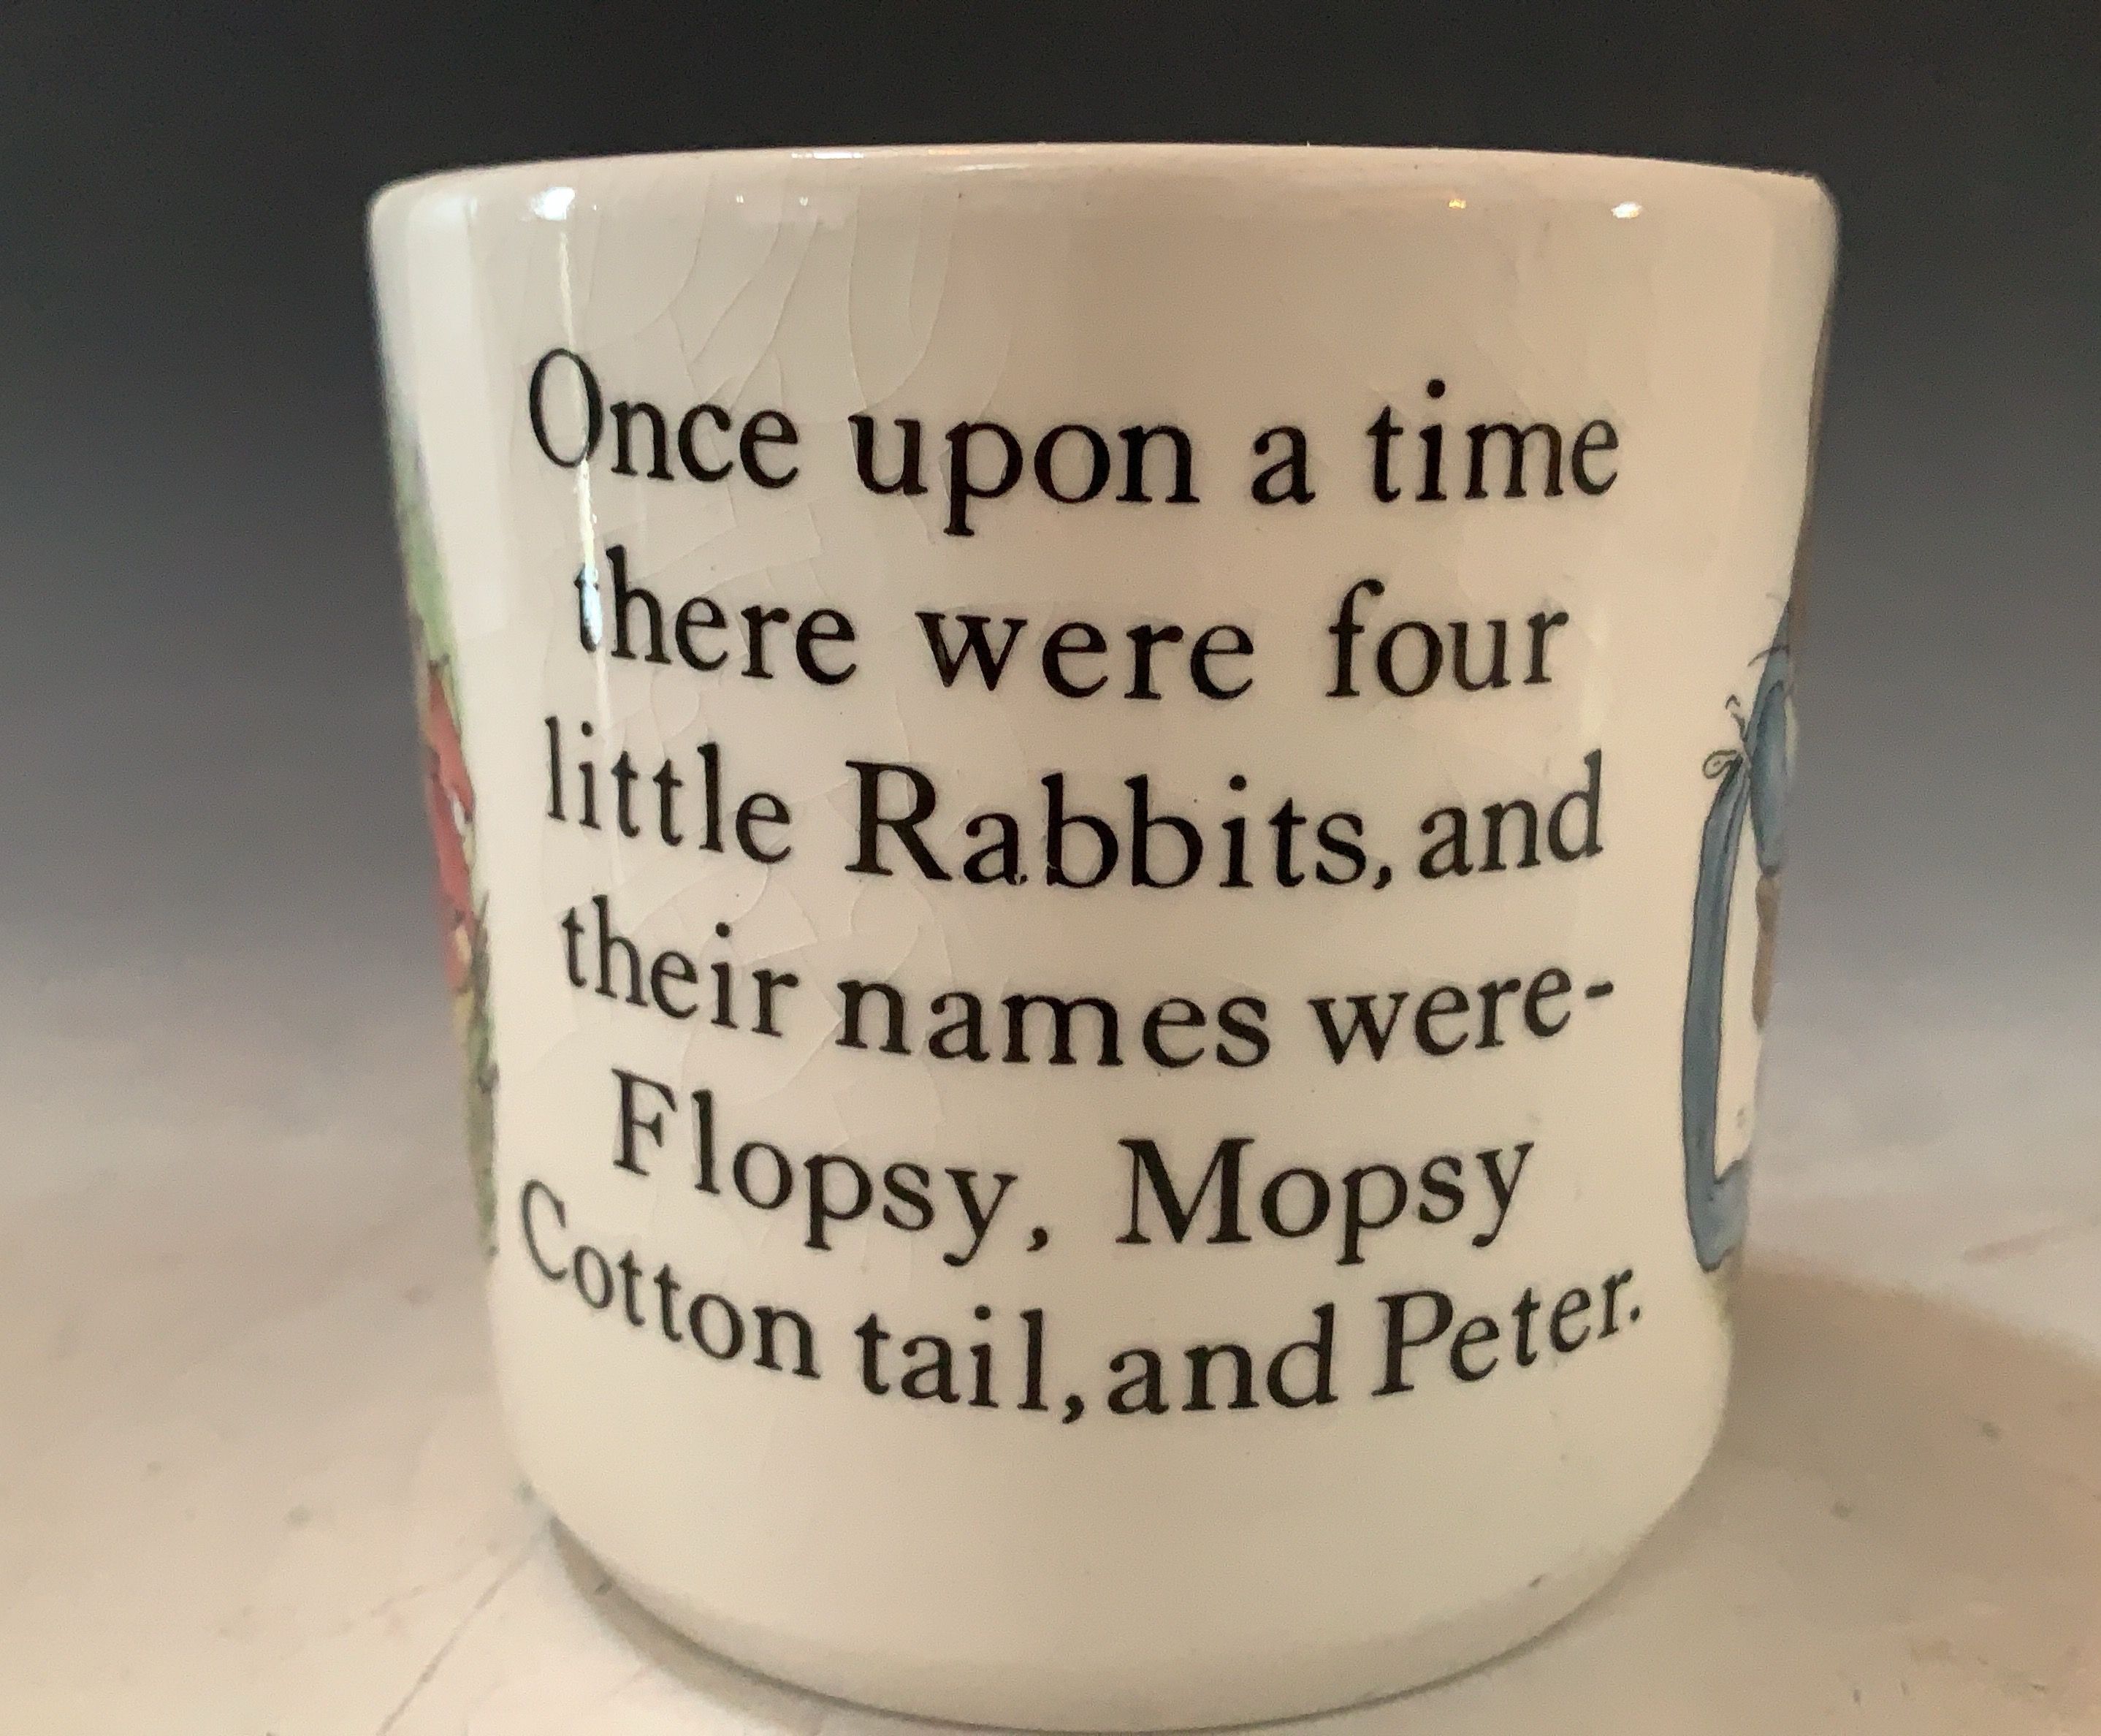 Once upon a time
there were four
little Rabbits, and
their names were-
Flopsy, Mopsy
Cotton tail, and Peter.